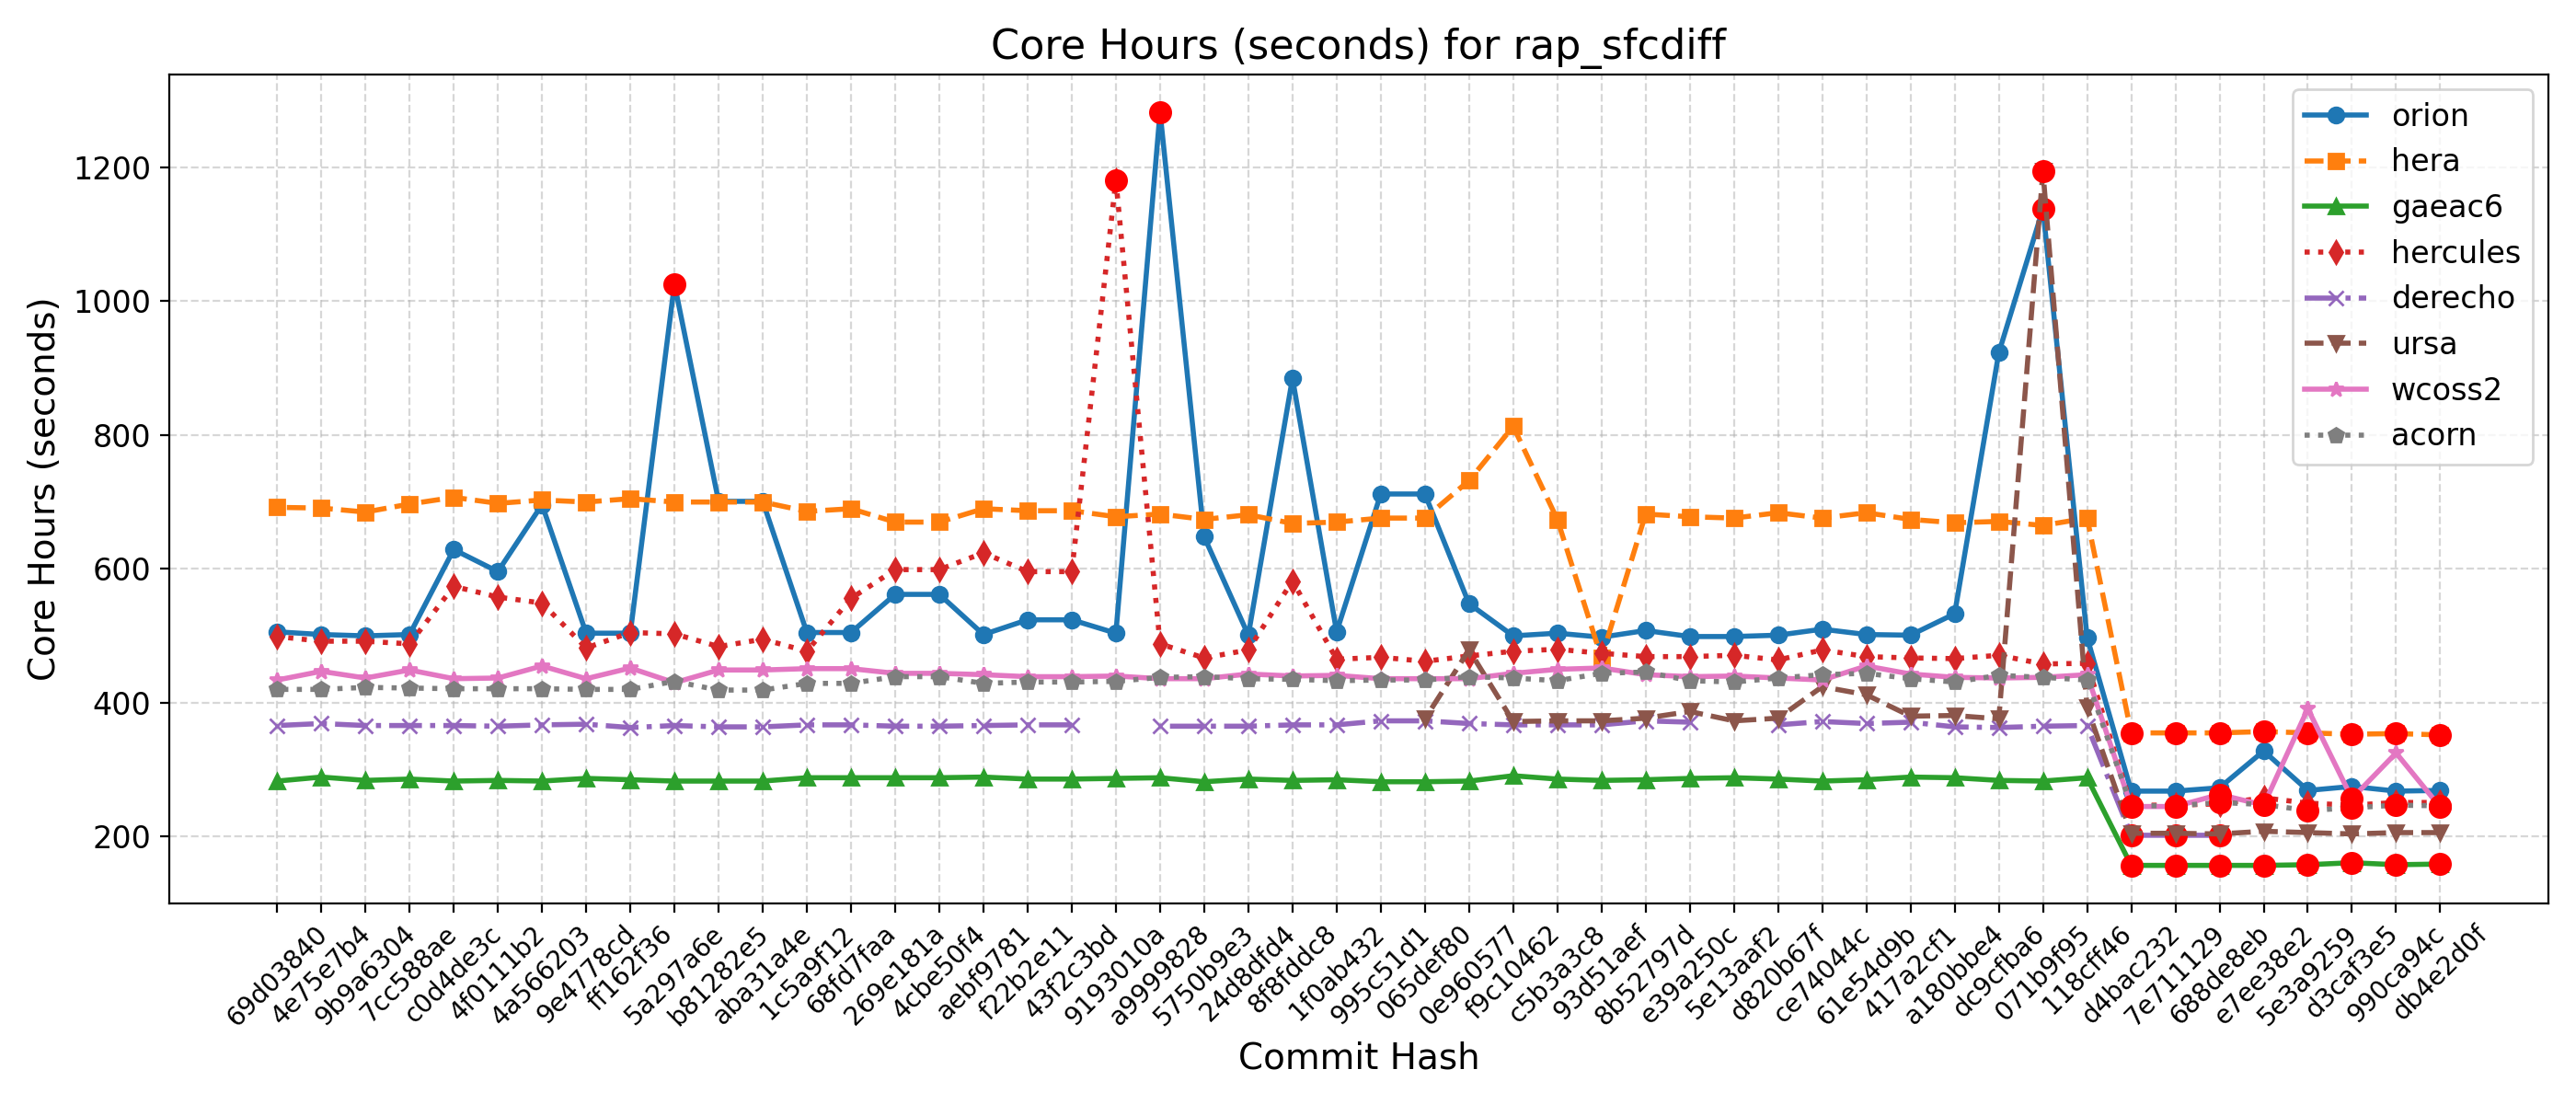 Core Hours (seconds) for rap_sfcdiff
Core Hours (seconds)
1200
1000
800
600
400
200
orion
hera
gaeac6
hercules
derecho
ursa
wcoss2
acorn
69d03840
4e75e7b4
9b9a6304
7cc588ae
c0d4de3c
4f0111b2
4a566203
9e4778cd
ff162f36
5a297a6e
b81282e5
aba31a4e
1c5a9f12
68fd7faa
269e181a
4cbe50f4
aebf9781
f22b2e11
43f2c3bd
9193010a
a9999828
5750b9e3
24d8dfd4
8f8fddc8
1f0ab432
995c51d1
065def80
0e960577
f9c10462
c5b3a3c8
93d51aef
8b52797d
e39a250c
5e13aaf2
d820b67f
ce74044c
61e54d9b
417a2cf1
a180bbe4
dc9cfba6
071b9f95
118cff46
d4bac232
7e711129
688de8eb
e7ee38e2
5e3a9259
d3caf3e5
990ca94c
db4e2d0f
Commit Hash